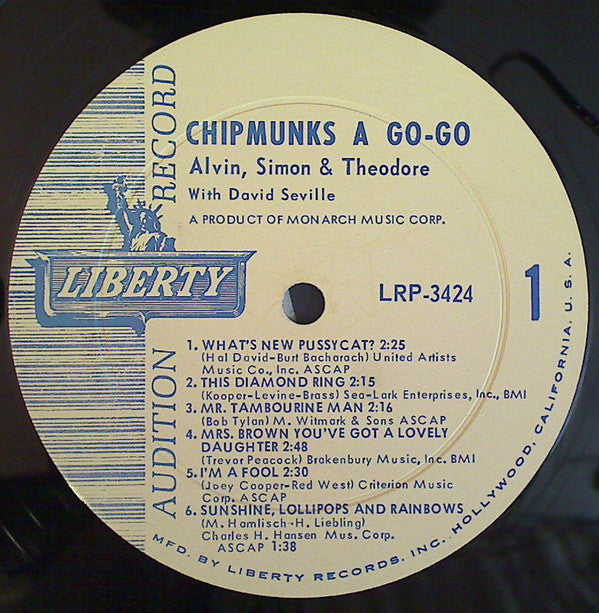 CHIPMUNKS A GO-GO
Alvin, Simon & Theodore
With David Seville
A PRODUCT OF MONARCH MUSIC CORP.
AUDITION RECORD
LIBERTY
LRP-3424
1
1. WHAT'S NEW PUSSYCAT? 2:25
(Hal David-Burt Bacharach) United Artists
Music Co., Inc. ASCAP
2. THIS DIAMOND RING 2:15
(Kooper-Levine-Brass) Sea-Lark Enterprises, Inc., BMI
3. MR. TAMBOURINE MAN 2:16
(Bob Tylan) M. Witmark & Sons ASCAP
4. MRS. BROWN YOU'VE GOT A LOVELY
DAUGHTER 2:48
(Trevor Peacock) Brakenbury Music, Inc. BMI
5. I'M A FOOL 2:30
(Joey Cooper-Red West) Criterion Music
Corp. ASCAP
6. SUNSHINE, LOLLIPOPS AND RAINBOWS
(M. Hamlisch-H. Liebling)
Charles H. Hansen Mus. Corp.
ASCAP 1:38
MFD. BY LIBERTY RECORDS, INC., HOLLYWOOD, CALIFORNIA, U.S.A.